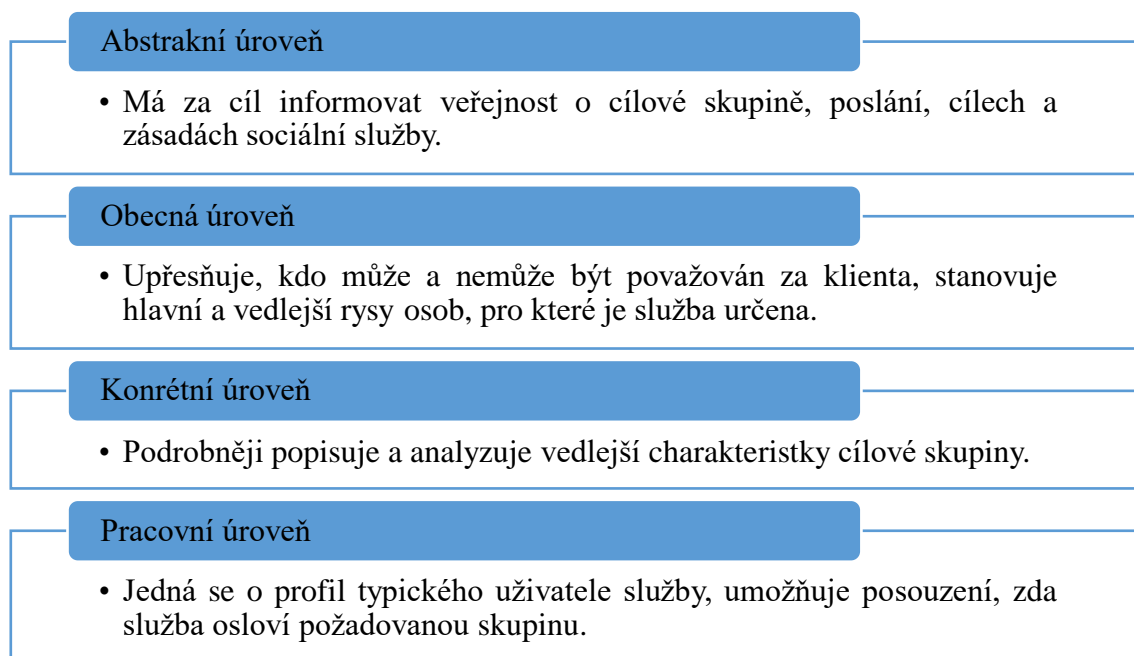 Abstrakní úroveň
• Má za cíl informovat veřejnost o cílové skupině, poslání, cílech a
zásadách sociální služby.
Obecná úroveň
• Upřesňuje, kdo může a nemůže být považován za klienta, stanovuje
hlavní a vedlejší rysy osob, pro které je služba určena.
Konrétní úroveň
• Podrobněji popisuje a analyzuje vedlejší charakteristky cílové skupiny.
Pracovní úroveň
• Jedná se o profil typického uživatele služby, umožňuje posouzení, zda
služba osloví požadovanou skupinu.